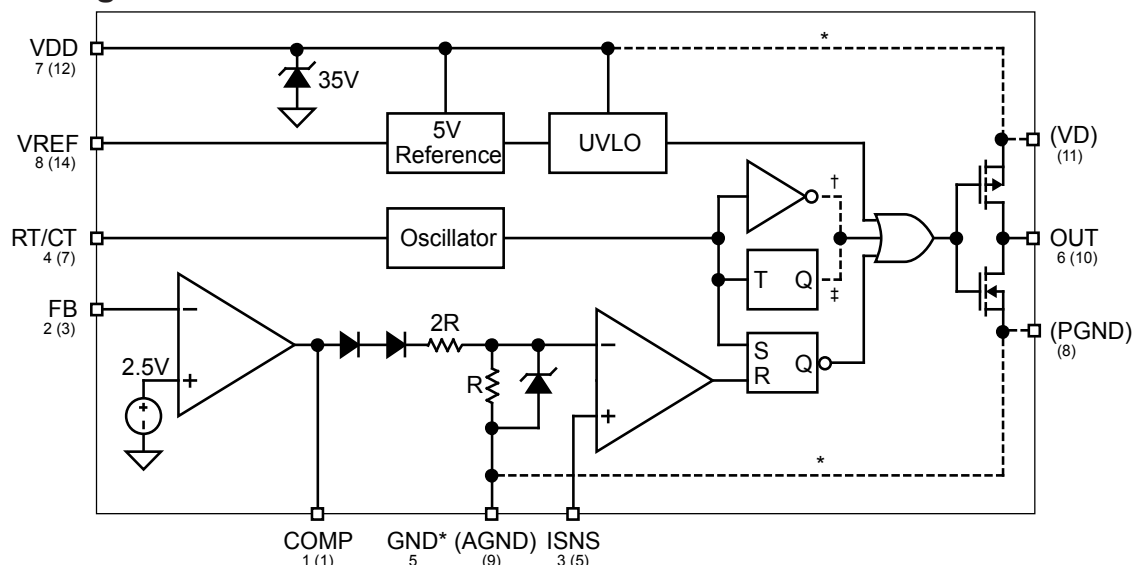 VDD
7 (12)
*
35V
VREF
8 (14)
5V
Reference
UVLO
(VD)
(11)
†
RT/CT
4 (7)
Oscillator
OUT
6 (10)
T Q
‡
FB
2 (3)
−
2R
−
S
R
Q
(PGND)
(8)
2.5V
+
R
+
+
*
COMP
1 (1)
GND* (AGND)
5 (9)
ISNS
3 (5)